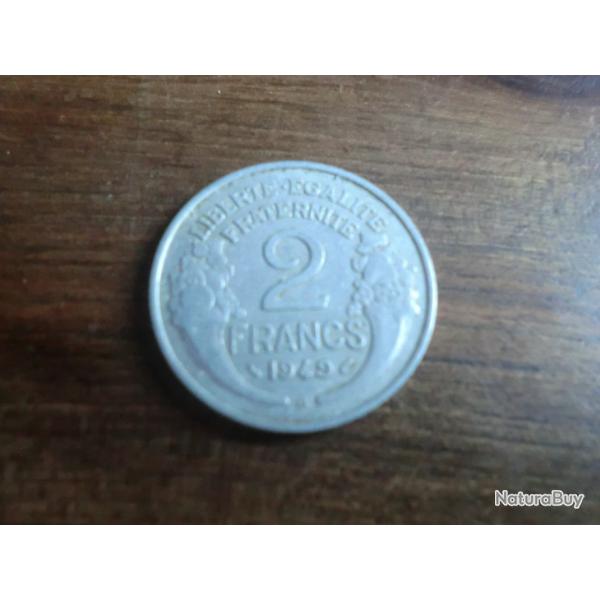 LIBERTE·EGALITE
FRATERNITE
2
FRANCS
1949
NaturaBuy